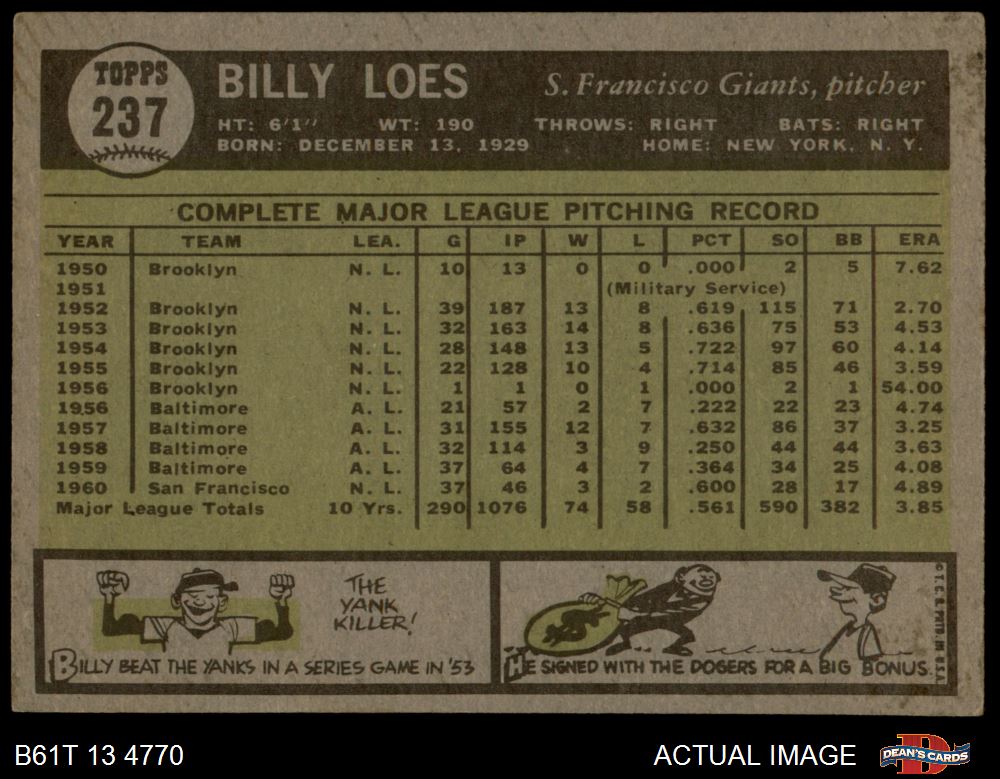 TOPPS
237
BILLY LOES
S. Francisco Giants, pitcher
HT: 6'1" WT: 190 THROWS: RIGHT BATS: RIGHT
BORN: DECEMBER 13, 1929 HOME: NEW YORK, N. Y.
COMPLETE MAJOR LEAGUE PITCHING RECORD
YEAR TEAM LEA. G IP W L PCT SO BB ERA
1950 Brooklyn N. L. 10 13 0 0 .000 2 5 7.62
1951 (Military Service)
1952 Brooklyn N. L. 39 187 13 8 .619 115 71 2.70
1953 Brooklyn N. L. 32 163 14 8 .636 75 53 4.53
1954 Brooklyn N. L. 28 148 13 5 .722 97 60 4.14
1955 Brooklyn N. L. 22 128 10 4 .714 85 46 3.59
1956 Brooklyn N. L. 1 1 0 1 .000 2 1 54.00
1956 Baltimore A. L. 21 57 2 7 .222 22 23 4.74
1957 Baltimore A. L. 31 155 12 7 .632 86 37 3.25
1958 Baltimore A. L. 32 114 3 9 .250 44 44 3.63
1959 Baltimore A. L. 37 64 4 7 .364 34 25 4.08
1960 San Francisco N. L. 37 46 3 2 .600 28 17 4.89
Major League Totals 10 Yrs. 290 1076 74 58 .561 590 382 3.85
THE
YANK
KILLER!
BILLY BEAT THE YANKS IN A SERIES GAME IN '53
$
HE SIGNED WITH THE DOGERS FOR A BIG BONUS.
© T. C. G. PRTD. IN U.S.A.
B61T 13 4770
ACTUAL IMAGE
D
DEAN'S CARDS